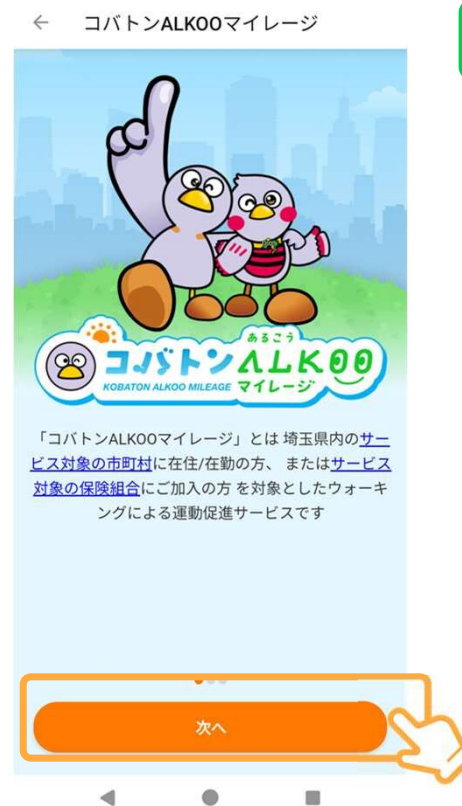 コバトンALKOOマイレージ
あるこう
コバトンALKOO
KOBATON ALKOO MILEAGE マイレージ
「コバトンALKOOマイレージ」とは 埼玉県内のサー
ビス対象の市町村に在住/在勤の方、 またはサービス
対象の保険組合にご加入の方 を対象としたウォーキ
ングによる運動促進サービスです
次へ